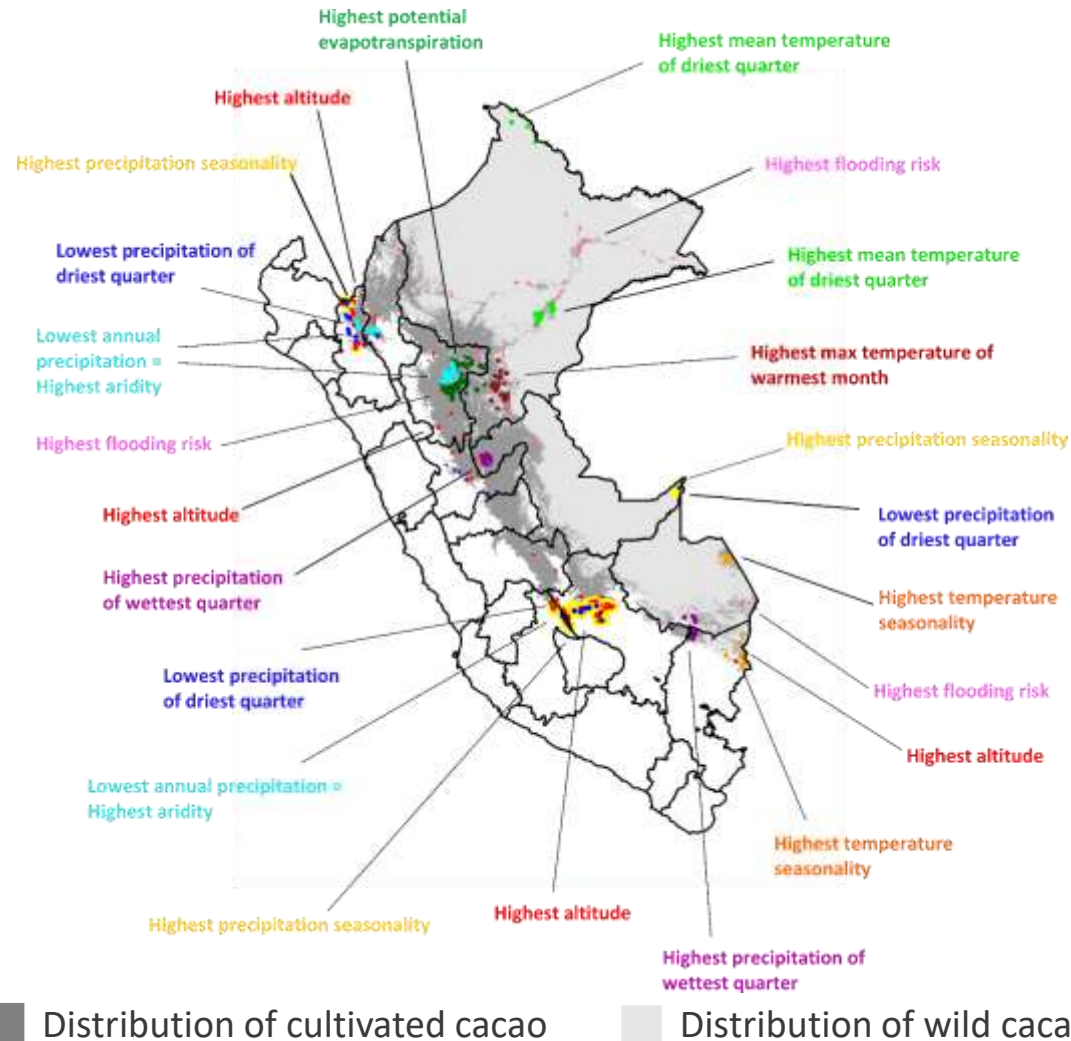 Highest potential
evapotranspiration
Highest mean temperature
of driest quarter
Highest altitude
Highest precipitation seasonality
Highest flooding risk
Lowest precipitation of
driest quarter
Highest mean temperature
of driest quarter
Lowest annual
precipitation =
Highest aridity
Highest max temperature of
warmest month
Highest flooding risk
Highest precipitation seasonality
Highest altitude
Lowest precipitation
of driest quarter
Highest precipitation
of wettest quarter
Highest temperature
seasonality
Lowest precipitation
of driest quarter
Highest flooding risk
Highest altitude
Lowest annual precipitation =
Highest aridity
Highest temperature
seasonality
Highest precipitation seasonality
Highest altitude
Highest precipitation of
wettest quarter
Distribution of cultivated cacao
Distribution of wild caca